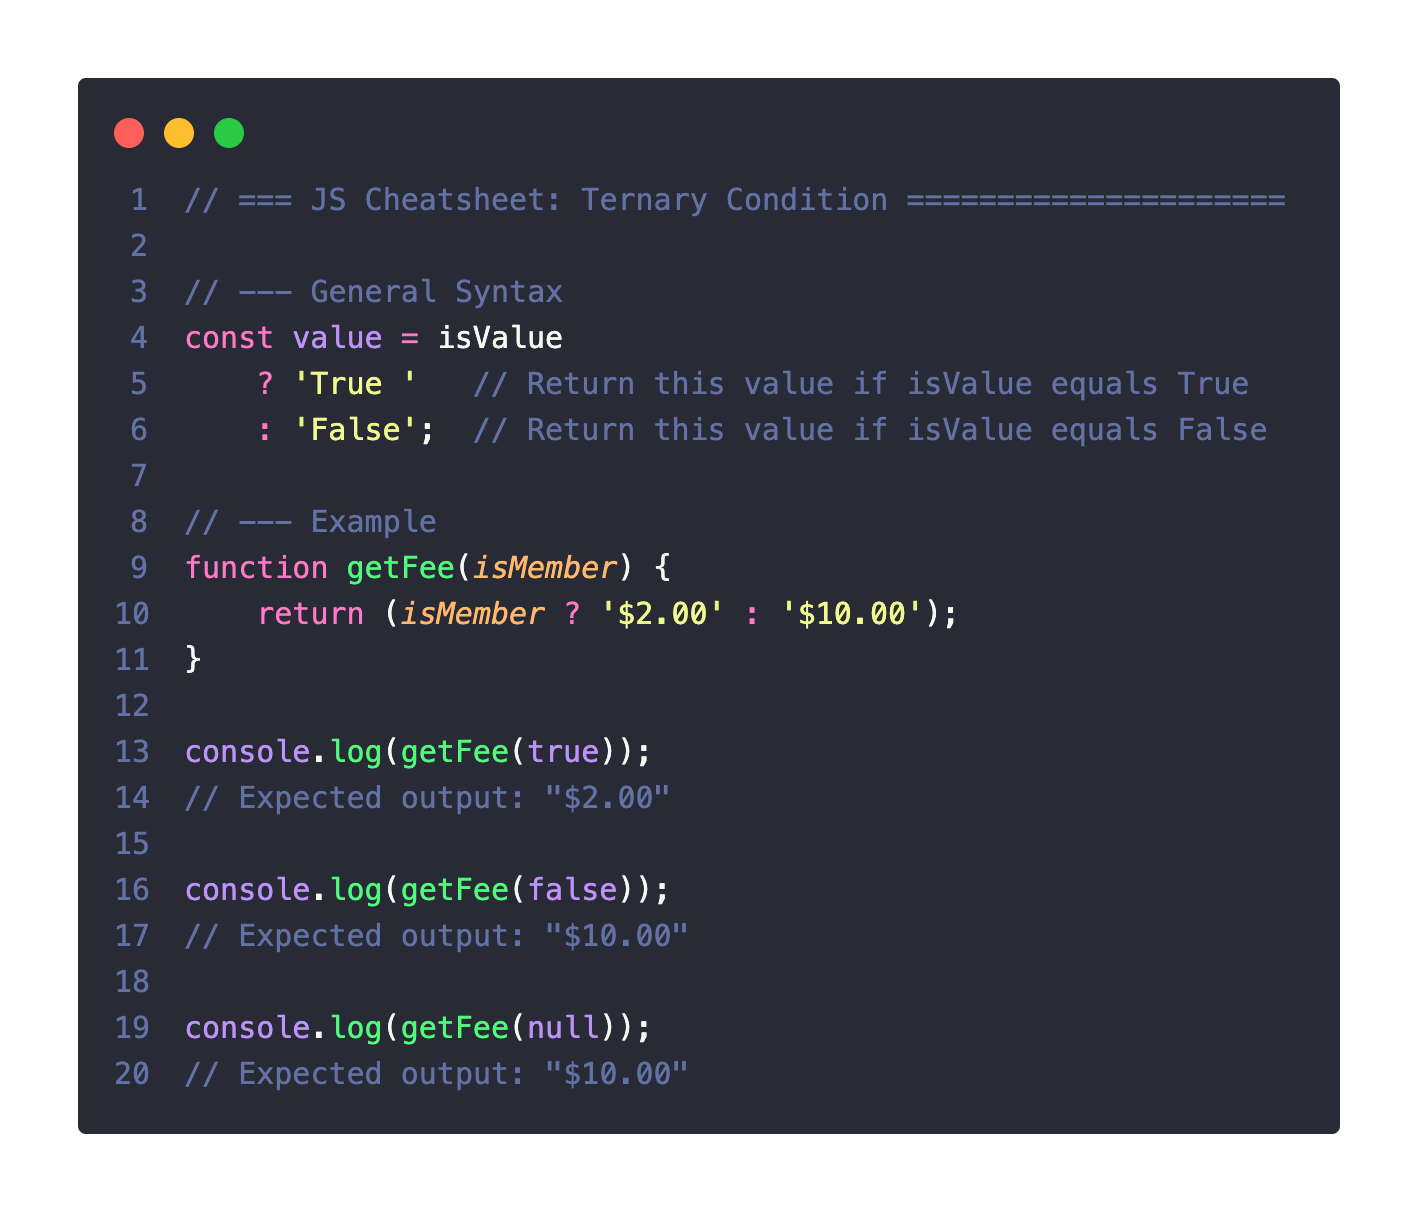 1 // === JS Cheatsheet: Ternary Condition =====================
2
3 // --- General Syntax
4 const value = isValue
5     ? 'True '   // Return this value if isValue equals True
6     : 'False';  // Return this value if isValue equals False
7
8 // --- Example
9 function getFee(isMember) {
10     return (isMember ? '$2.00' : '$10.00');
11 }
12
13 console.log(getFee(true));
14 // Expected output: "$2.00"
15
16 console.log(getFee(false));
17 // Expected output: "$10.00"
18
19 console.log(getFee(null));
20 // Expected output: "$10.00"